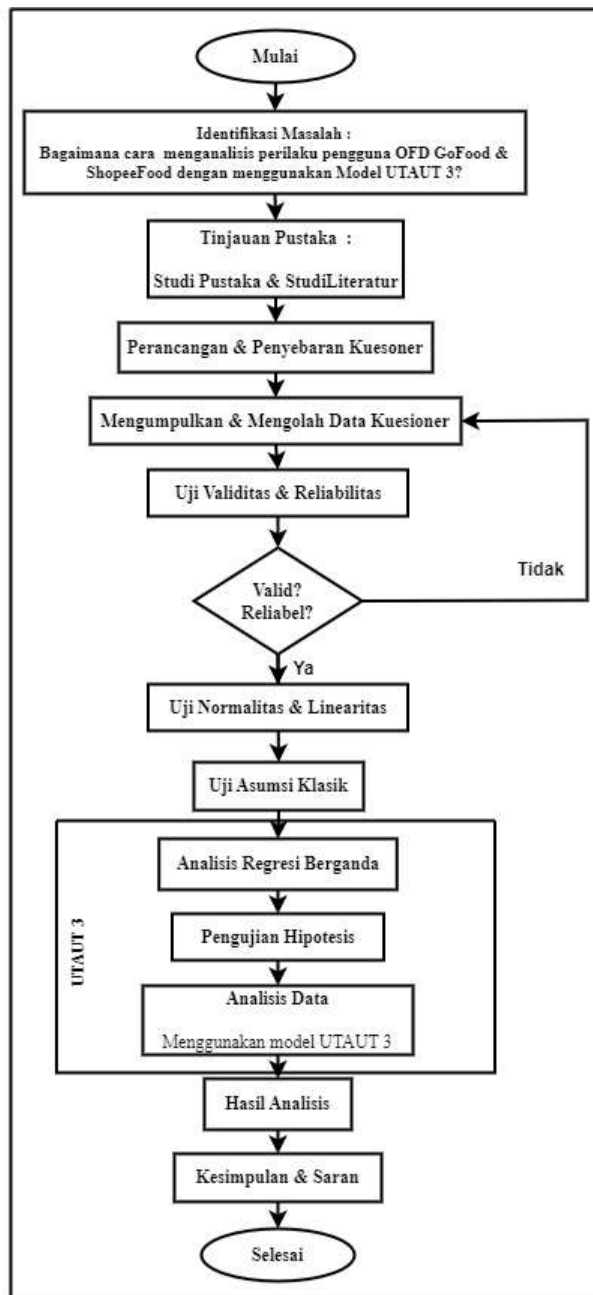 Mulai
Identifikasi Masalah :
Bagaimana cara menganalisis perilaku pengguna OFD GoFood &
ShopeeFood dengan menggunakan Model UTAUT 3?
Tinjauan Pustaka :
Studi Pustaka & StudiLiteratur
Perancangan & Penyebaran Kuesoner
Mengumpulkan & Mengolah Data Kuesioner
Uji Validitas & Reliabilitas
Valid?
Reliabel?
Tidak
Ya
Uji Normalitas & Linearitas
Uji Asumsi Klasik
UTAUT 3
Analisis Regresi Berganda
Pengujian Hipotesis
Analisis Data
Menggunakan model UTAUT 3
Hasil Analisis
Kesimpulan & Saran
Selesai